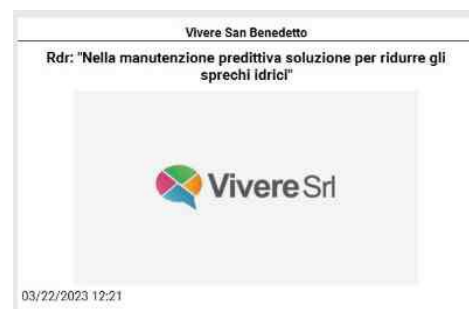 Vivere San Benedetto
Rdr: "Nella manutenzione predittiva soluzione per ridurre gli
sprechi idrici"
Vivere Srl
03/22/2023 12:21